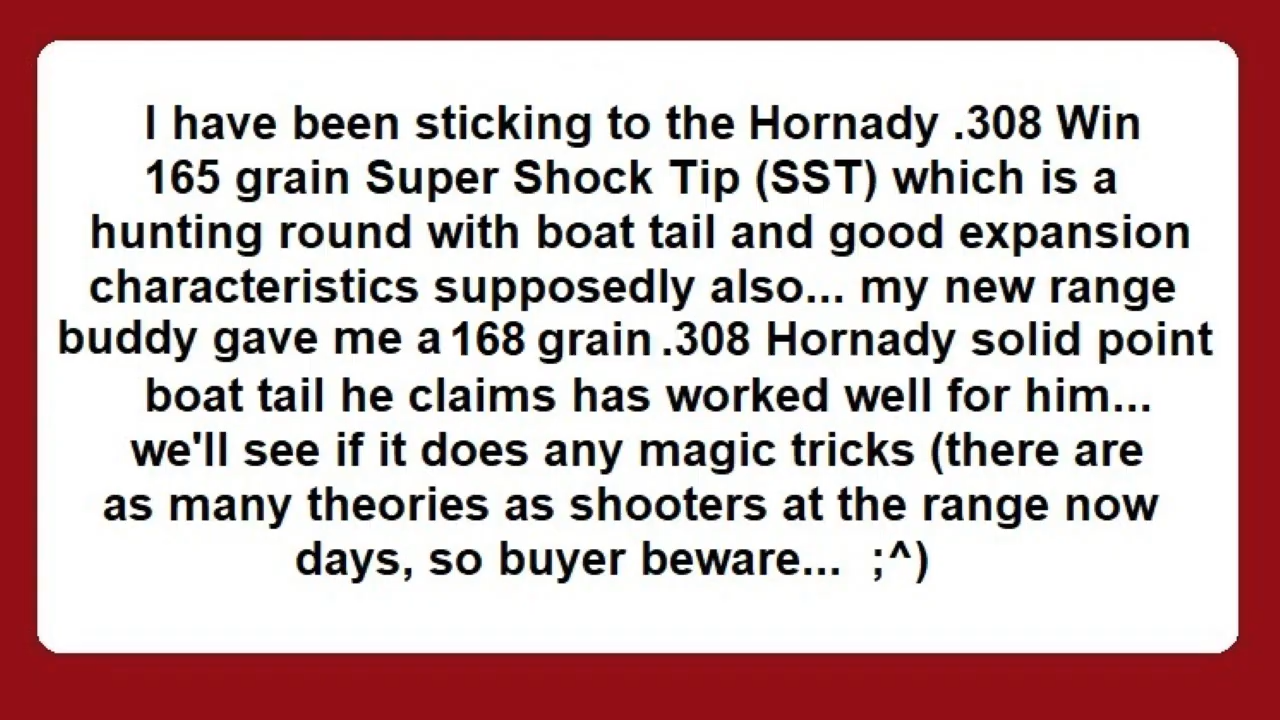 I have been sticking to the Hornady .308 Win
165 grain Super Shock Tip (SST) which is a
hunting round with boat tail and good expansion
characteristics supposedly also... my new range
buddy gave me a 168 grain .308 Hornady solid point
boat tail he claims has worked well for him...
we'll see if it does any magic tricks (there are
as many theories as shooters at the range now
days, so buyer beware...  ;^)